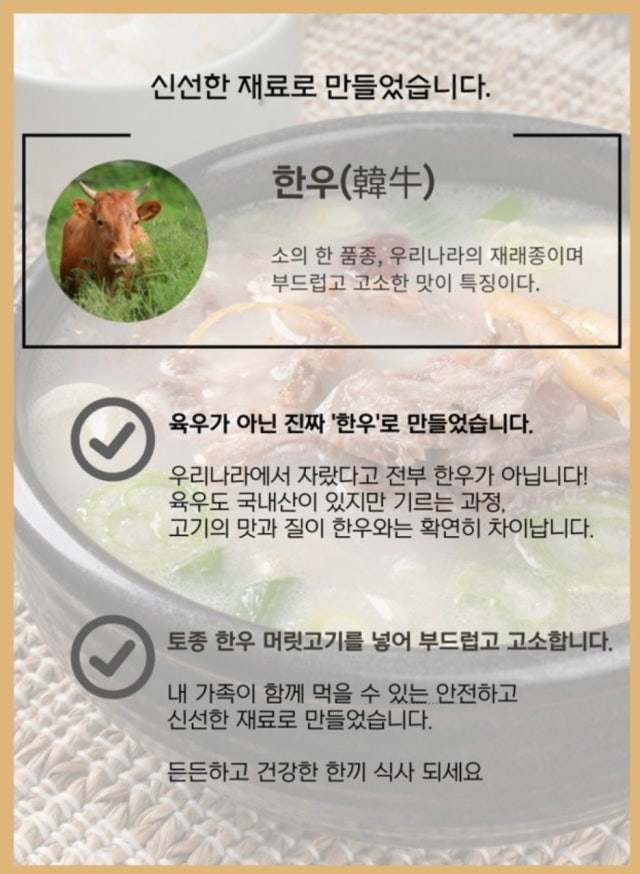 신선한 재료로 만들었습니다.
한우(韓牛)
소의 한 품종, 우리나라의 재래종이며
부드럽고 고소한 맛이 특징이다.
육우가 아닌 진짜 '한우'로 만들었습니다.
우리나라에서 자랐다고 전부 한우가 아닙니다!
육우도 국내산이 있지만 기르는 과정,
고기의 맛과 질이 한우와는 확연히 차이납니다.
토종 한우 머릿고기를 넣어 부드럽고 고소합니다.
내 가족이 함께 먹을 수 있는 안전하고
신선한 재료로 만들었습니다.
든든하고 건강한 한끼 식사 되세요